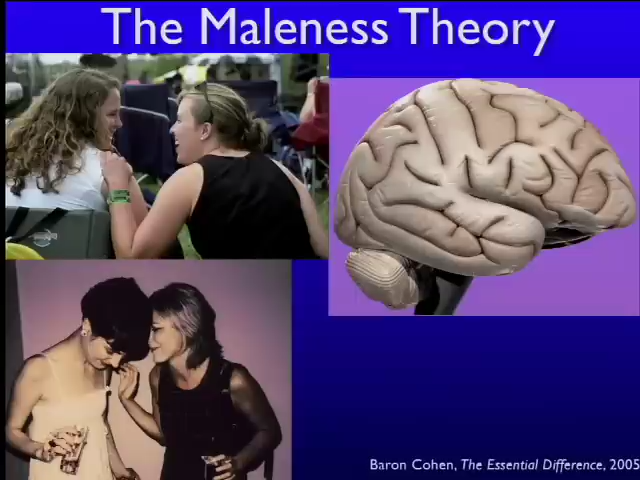 The Maleness Theory
Baron Cohen, The Essential Difference, 2005